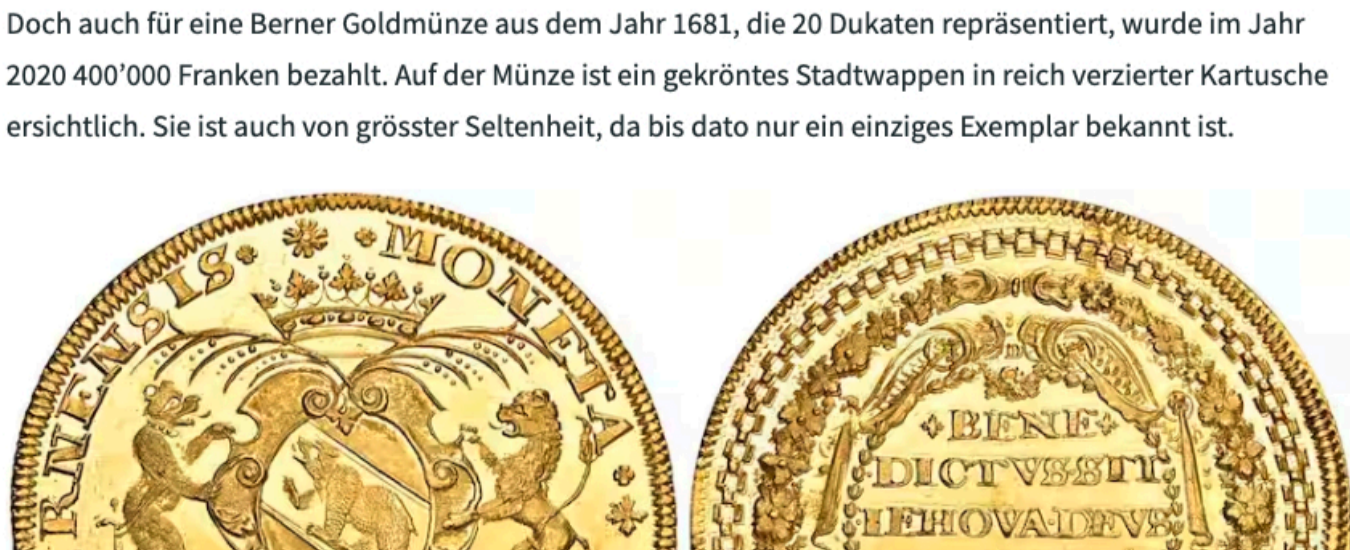 Doch auch für eine Berner Goldmünze aus dem Jahr 1681, die 20 Dukaten repräsentiert, wurde im Jahr
2020 400’000 Franken bezahlt. Auf der Münze ist ein gekröntes Stadtwappen in reich verzierter Kartusche
ersichtlich. Sie ist auch von grösster Seltenheit, da bis dato nur ein einziges Exemplar bekannt ist.
RNENSIS· MONETA
BENE
DICTVS SIT
IEHOVA·DEVS